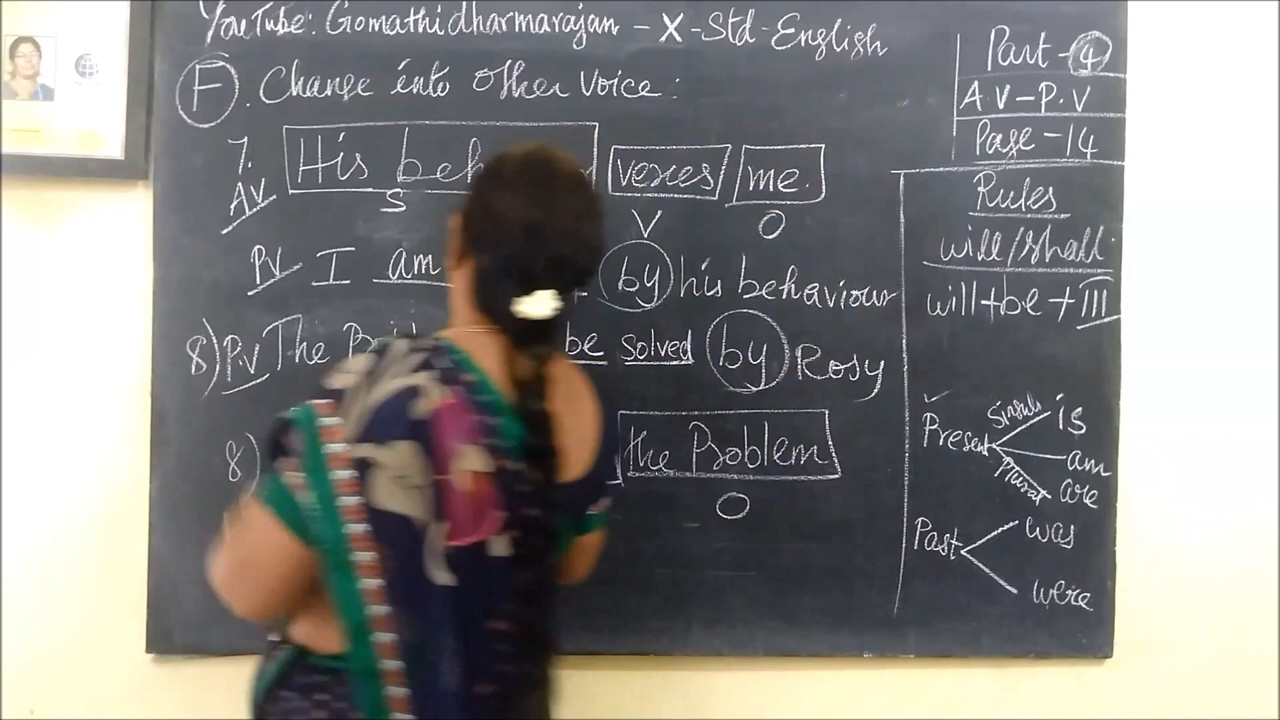 YouTube: Gomathidharmarajan - X - Std - English
Part - 4
A.V - P.V
Page - 14
F. Change into other voice:
7. His vexes me.
AV S V O
PV I am by his behaviour
8) P.V The be solved by Rosy
8) the Problem
O
Rules
will/shall
will + be + III
Present Singular is
am
Plural are
Past was
were